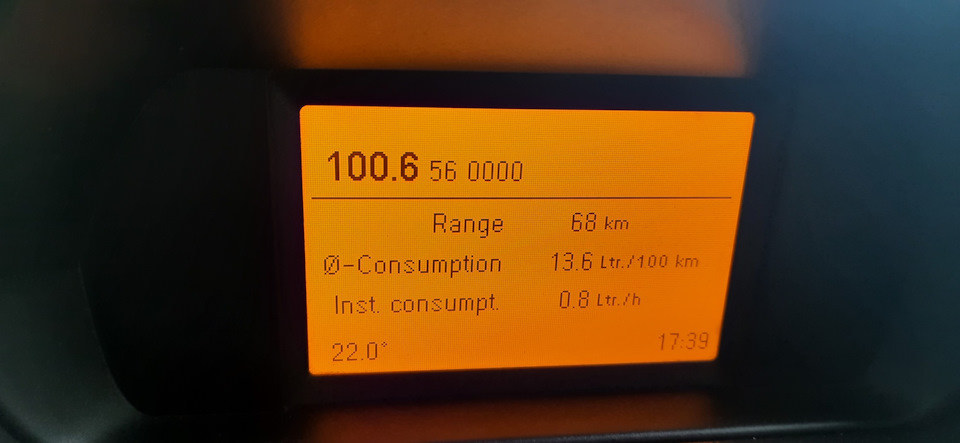 100.6 56 0000
Range 68 km
Ø-Consumption 13.6 Ltr./100 km
Inst. consumpt. 0.8 Ltr./h
22.0° 17:39